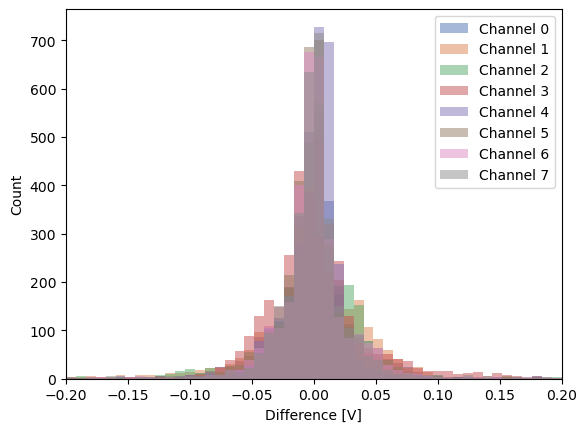 700
600
500
400
300
200
100
0
Count
−0.20
−0.15
−0.10
−0.05
0.00
0.05
0.10
0.15
0.20
Difference [V]
Channel 0
Channel 1
Channel 2
Channel 3
Channel 4
Channel 5
Channel 6
Channel 7